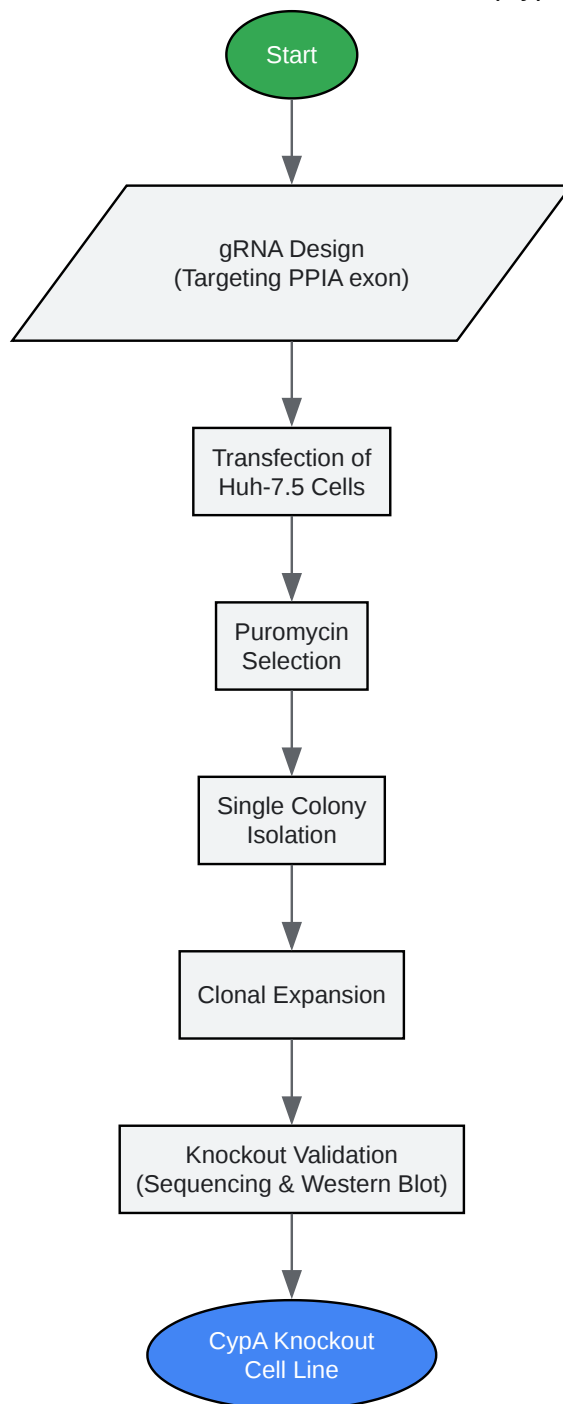 Start
gRNA Design
(Targeting PPIA exon)
Transfection of
Huh-7.5 Cells
Puromycin
Selection
Single Colony
Isolation
Clonal Expansion
Knockout Validation
(Sequencing & Western Blot)
CypA Knockout
Cell Line